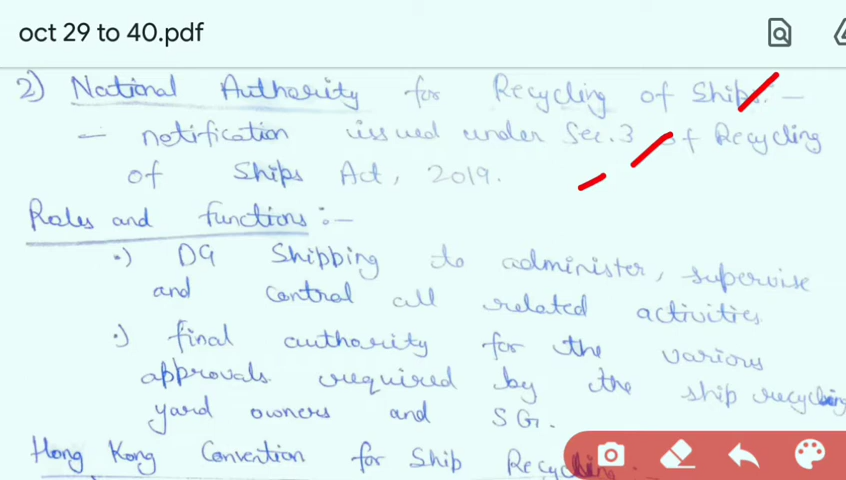 oct 29 to 40.pdf
2) National Authority for Recycling of Ships:-
- notification issued under Sec.3 of Recycling
of Ships Act, 2019.
Roles and functions:-
•) DG Shipping to administer, supervise
and control all related activities
•) final authority for the various
approvals required by the ship recycling
yard owners and SG.
Hong Kong Convention for Ship Recycling:-